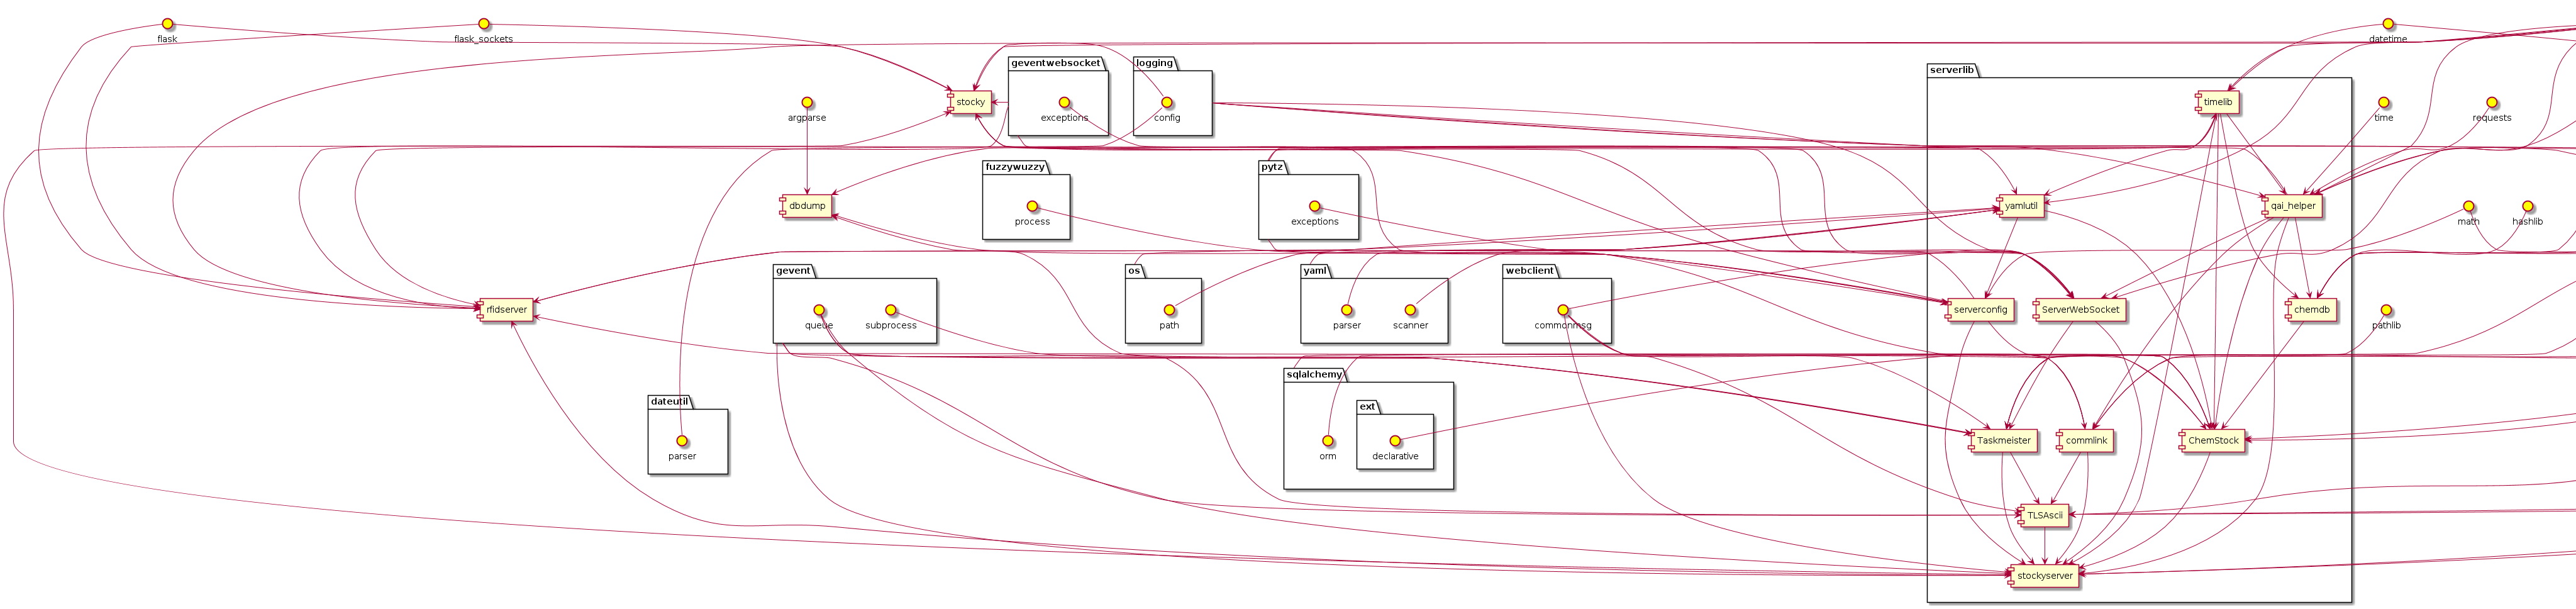 flask
flask_sockets
datetime
geventwebsocket
logging
serverlib
stocky
exceptions
config
argparse
timelib
time
requests
fuzzywuzzy
pytz
dbdump
process
exceptions
yamlutil
qai_helper
math
hashlib
gevent
os
yaml
webclient
rfidserver
queue
subprocess
path
parser
scanner
commonmsg
serverconfig
ServerWebSocket
chemdb
pathlib
sqlalchemy
ext
dateutil
parser
orm
declarative
Taskmeister
commlink
ChemStock
TLSAscii
stockyserver